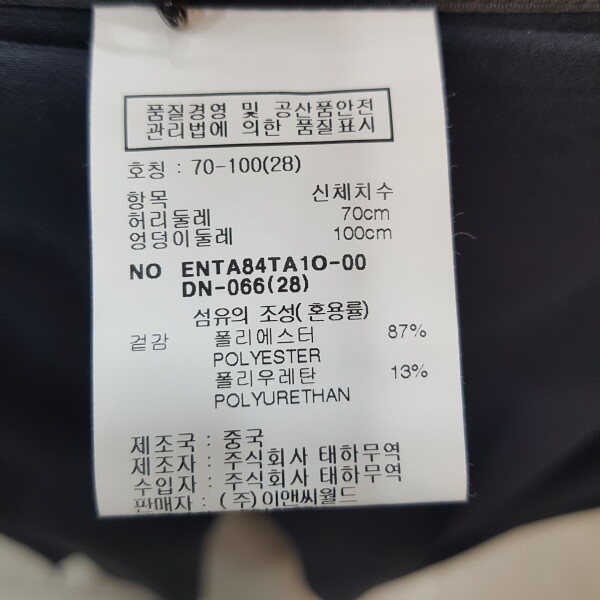 품질경영 및 공산품안전
관리법에 의한 품질표시
호칭 : 70-100(28)
항목 신체치수
허리둘레 70cm
엉덩이둘레 100cm
NO ENTA84TA10-00
DN-066(28)
섬유의 조성(혼용률)
겉감 폴리에스터 87%
POLYESTER
폴리우레탄 13%
POLYURETHAN
제조국 : 중국
제조자 : 주식회사 태하무역
수입자 : 주식회사 태하무역
판매자 : (주)이앤씨월드